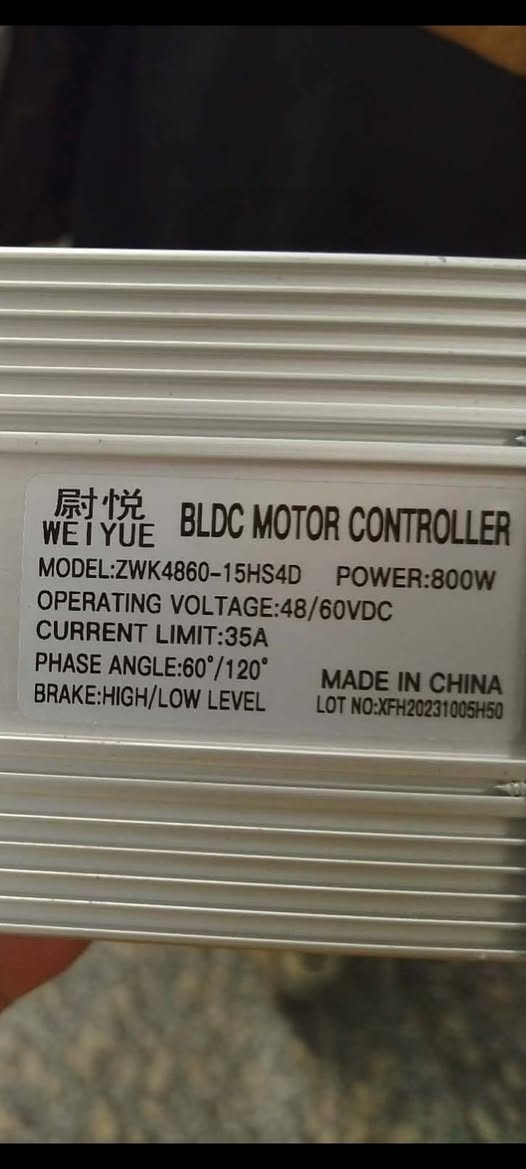 尉悦
WEIYUE BLDC MOTOR CONTROLLER
MODEL:ZWK4860-15HS4D POWER:800W
OPERATING VOLTAGE:48/60VDC
CURRENT LIMIT:35A
PHASE ANGLE:60°/120° MADE IN CHINA
BRAKE:HIGH/LOW LEVEL LOT NO:XFH20231005H50